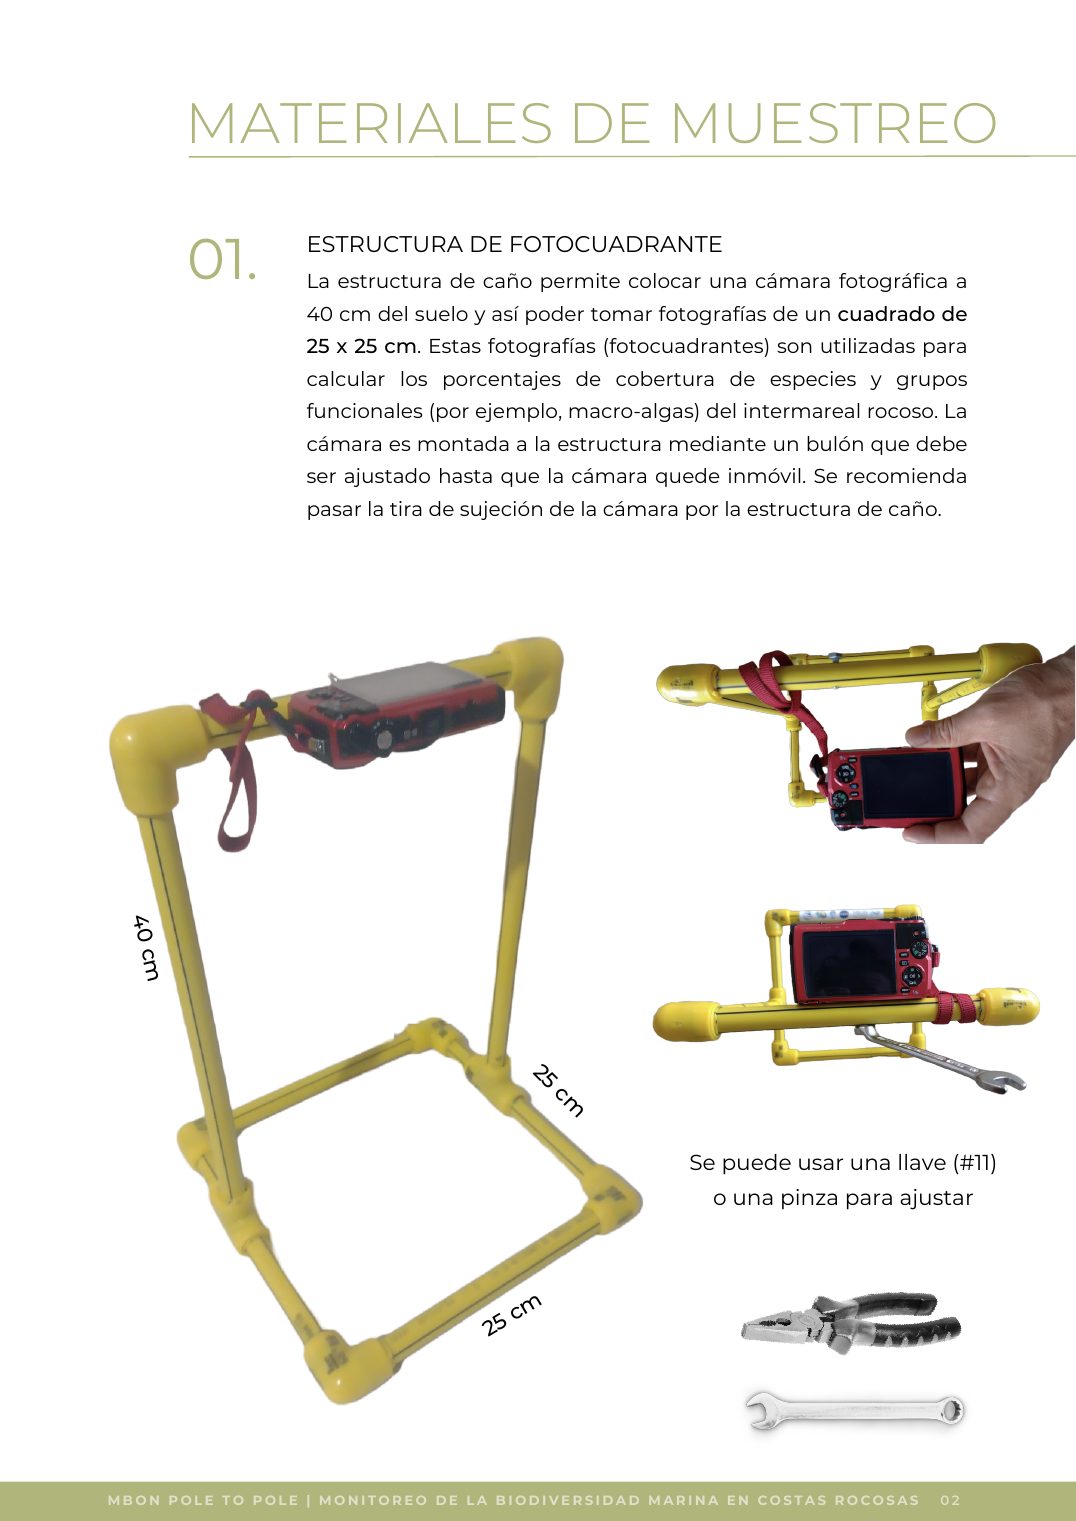 MATERIALES DE MUESTREO
01.
ESTRUCTURA DE FOTOCUADRANTE
La estructura de caño permite colocar una cámara fotográfica a
40 cm del suelo y así poder tomar fotografías de un cuadrado de
25 x 25 cm. Estas fotografías (fotocuadrantes) son utilizadas para
calcular los porcentajes de cobertura de especies y grupos
funcionales (por ejemplo, macro-algas) del intermareal rocoso. La
cámara es montada a la estructura mediante un bulón que debe
ser ajustado hasta que la cámara quede inmóvil. Se recomienda
pasar la tira de sujeción de la cámara por la estructura de caño.
40 cm
25 cm
25 cm
Se puede usar una llave (#11)
o una pinza para ajustar
MBON POLE TO POLE | MONITOREO DE LA BIODIVERSIDAD MARINA EN COSTAS ROCOSAS 02